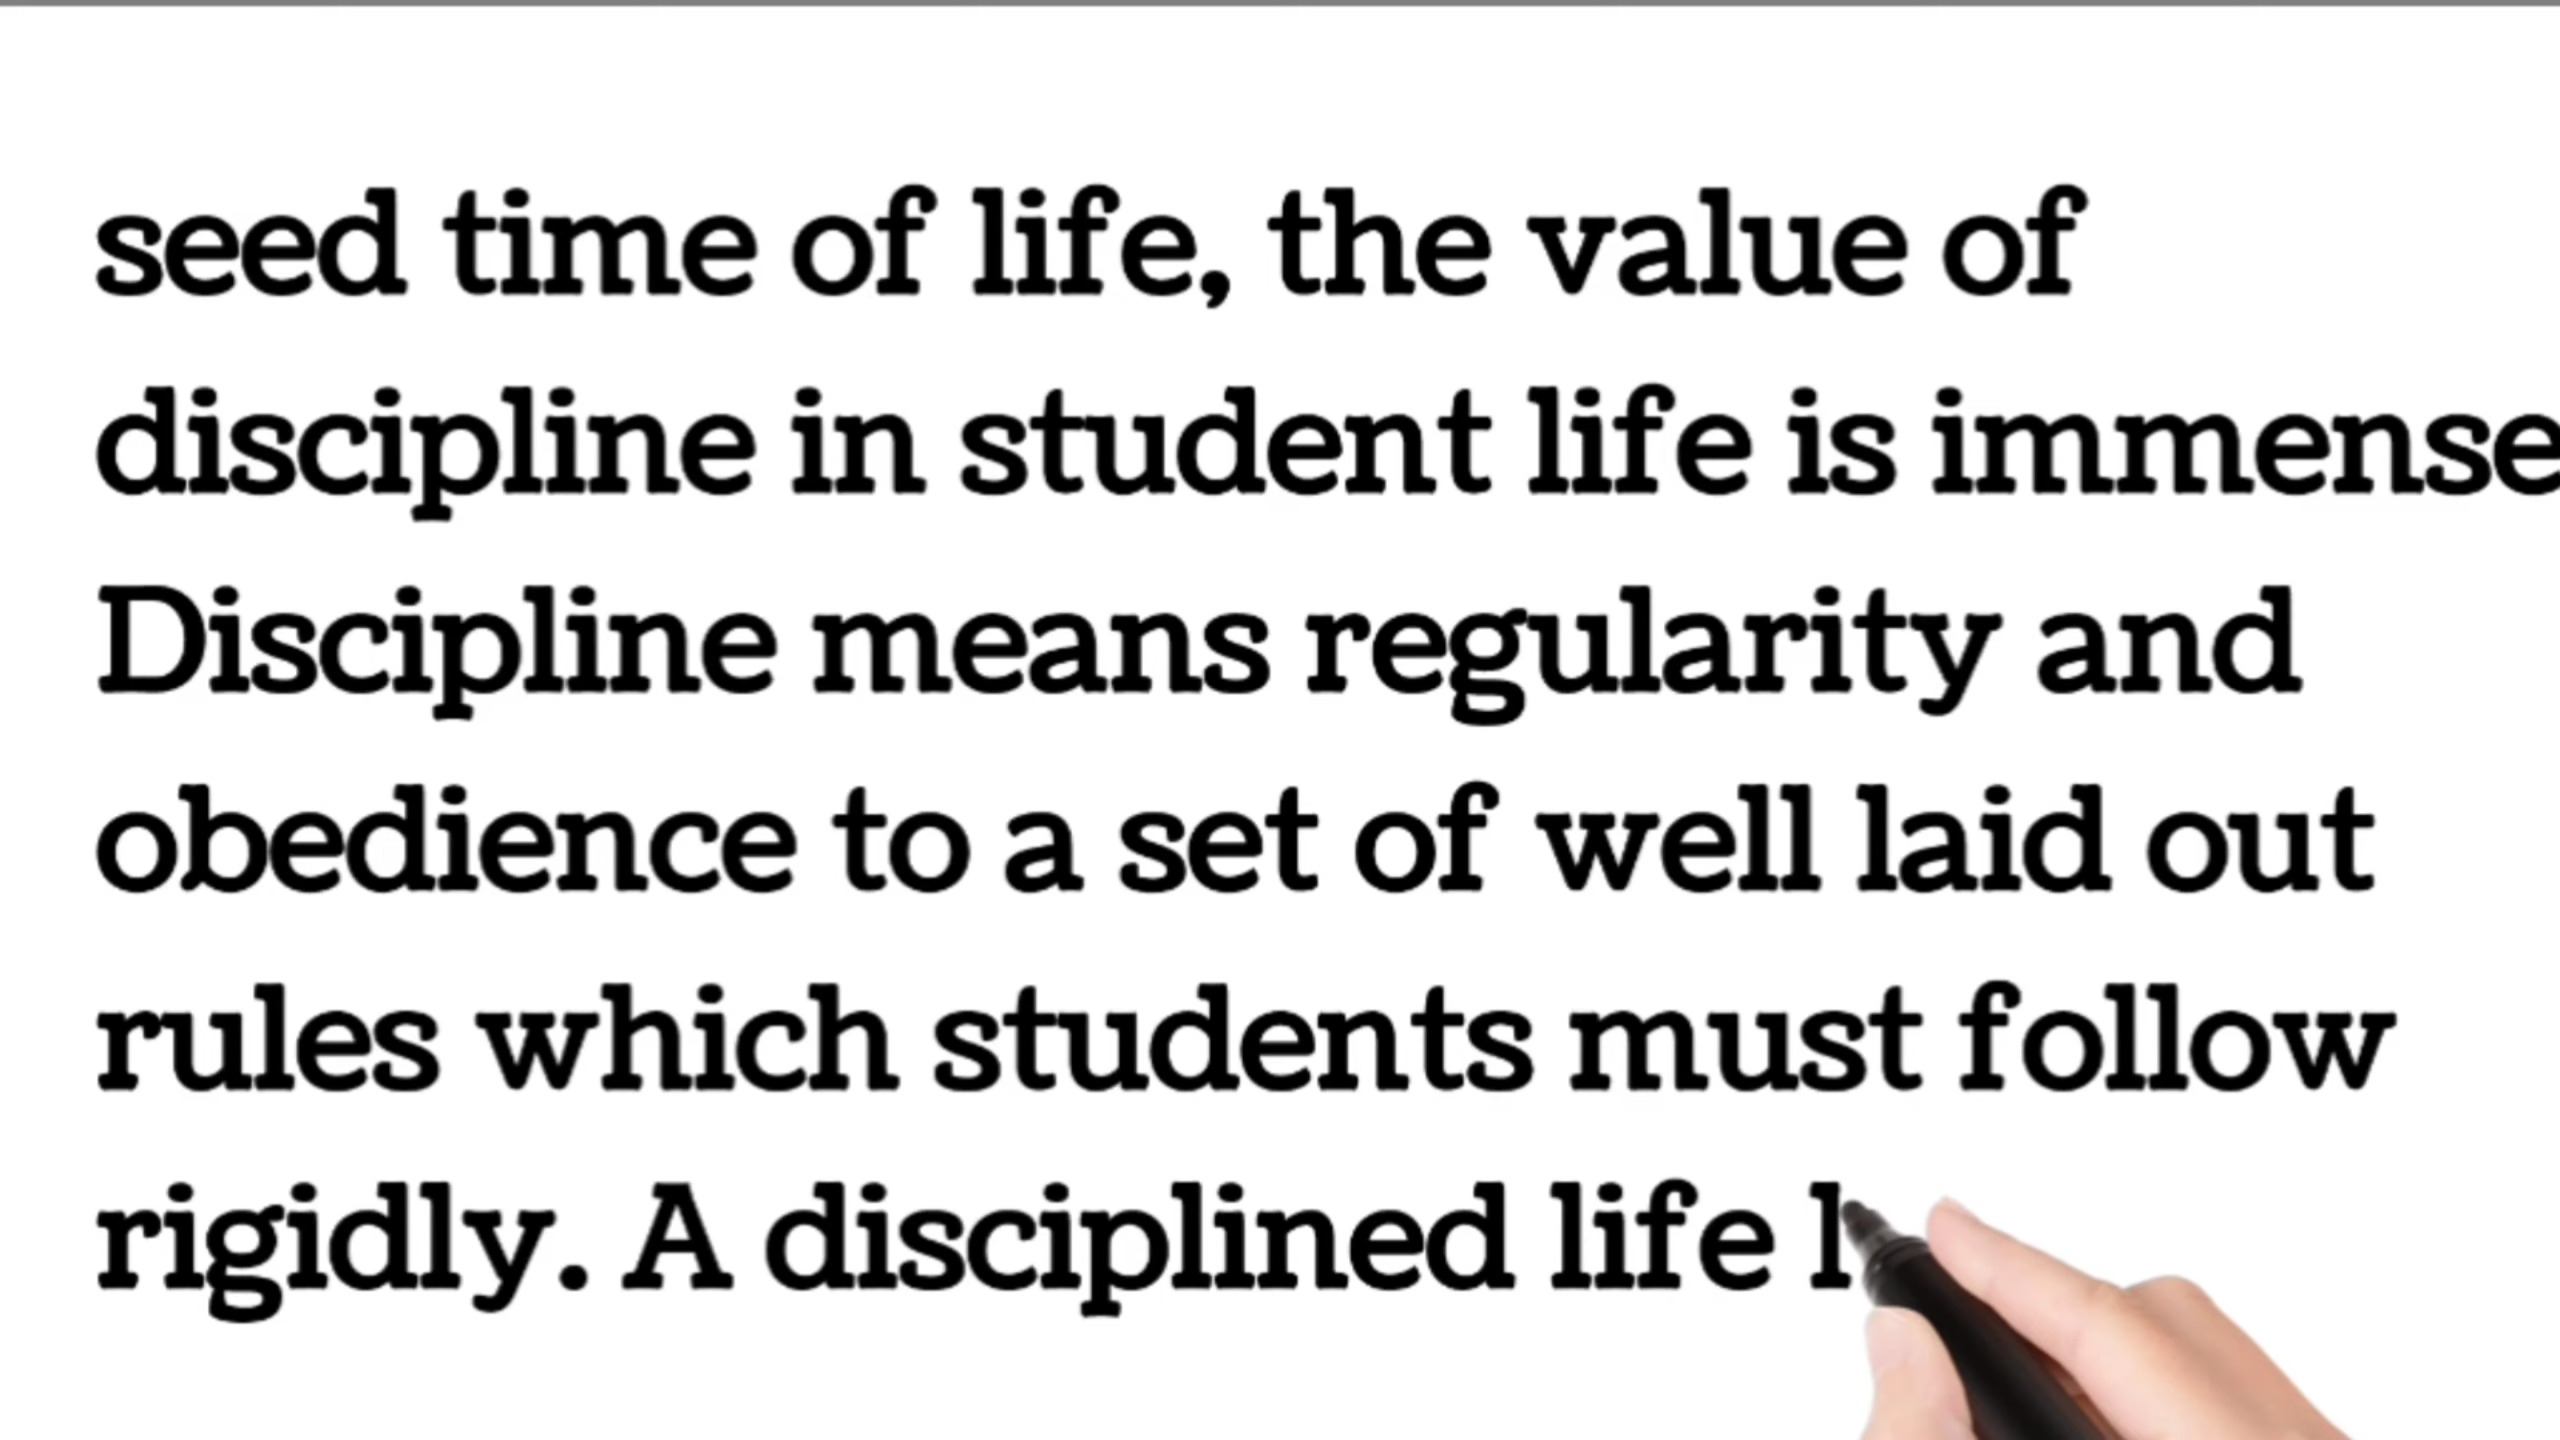 seed time of life, the value of
discipline in student life is immense
Discipline means regularity and
obedience to a set of well laid out
rules which students must follow
rigidly. A disciplined life l